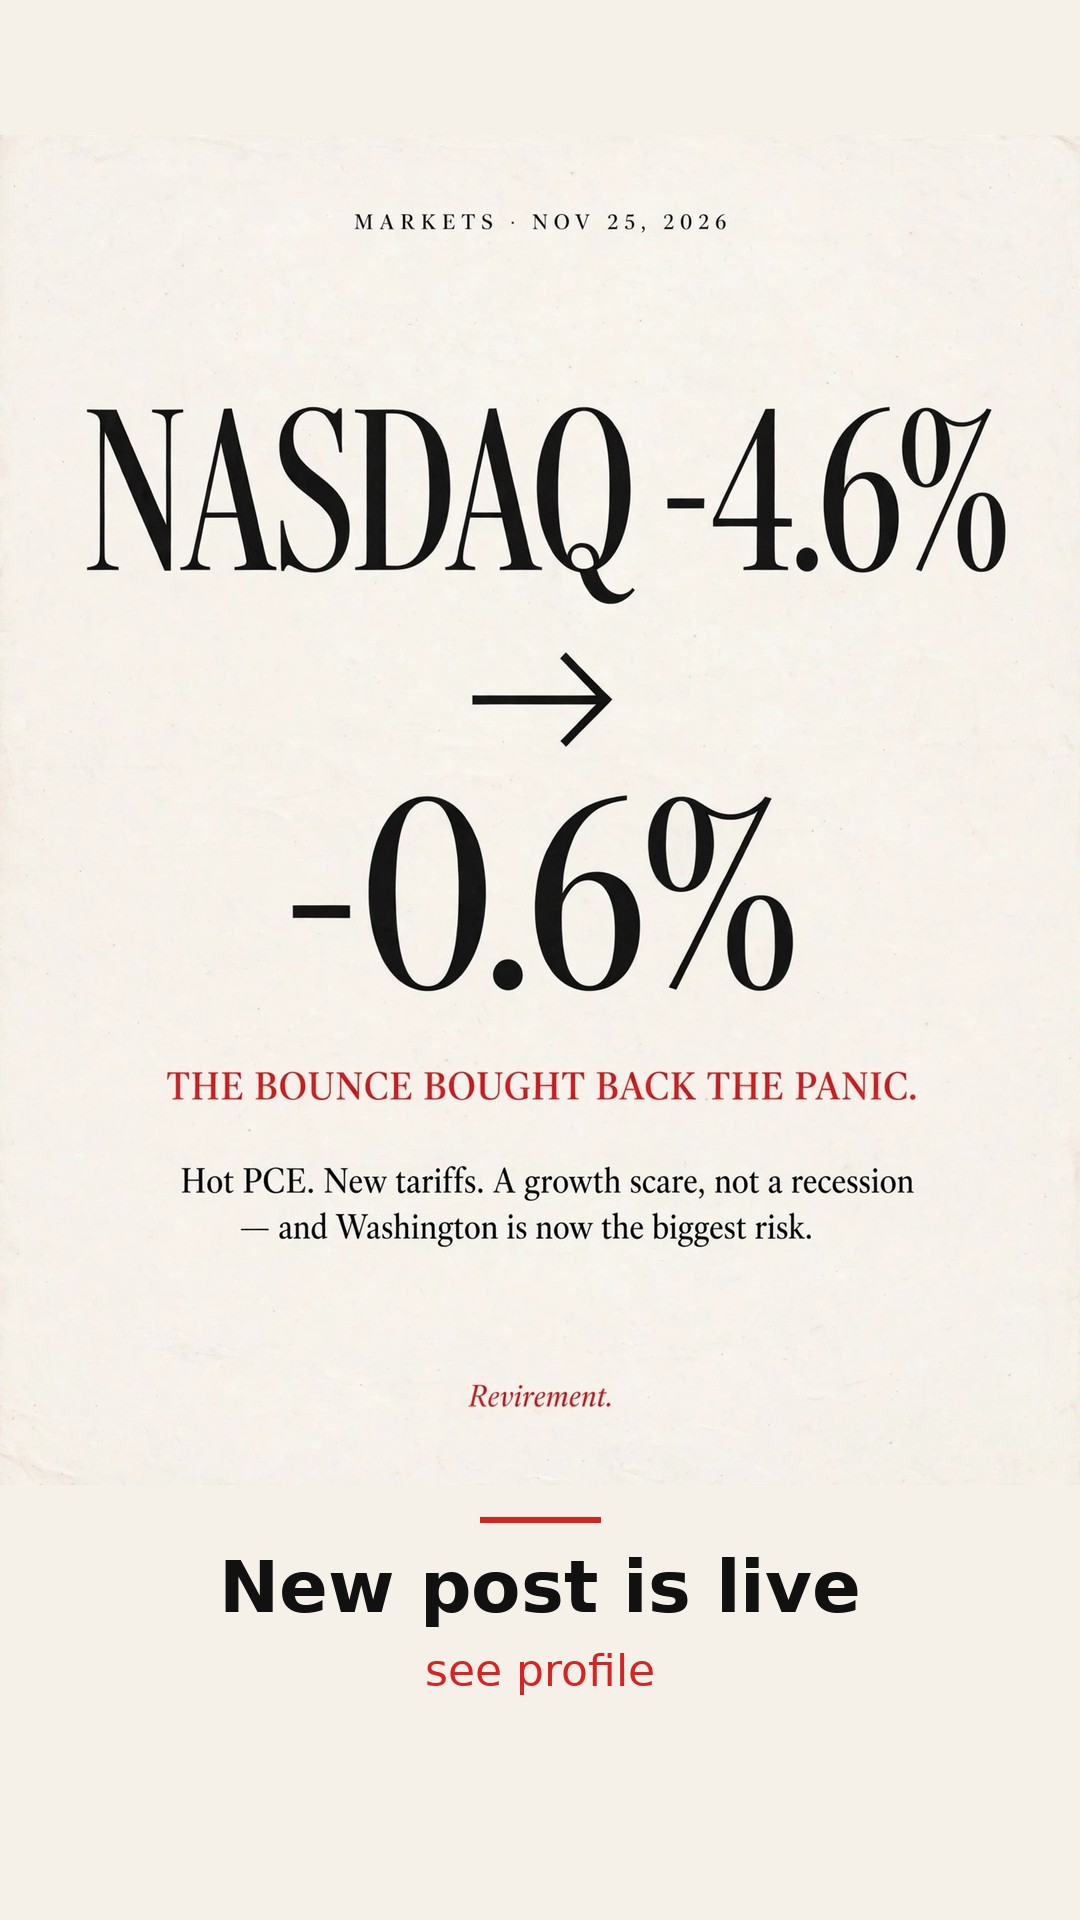 MARKETS · NOV 25, 2026
NASDAQ -4.6%
→
-0.6%
THE BOUNCE BOUGHT BACK THE PANIC.
Hot PCE. New tariffs. A growth scare, not a recession
— and Washington is now the biggest risk.
Revirement.
New post is live
see profile